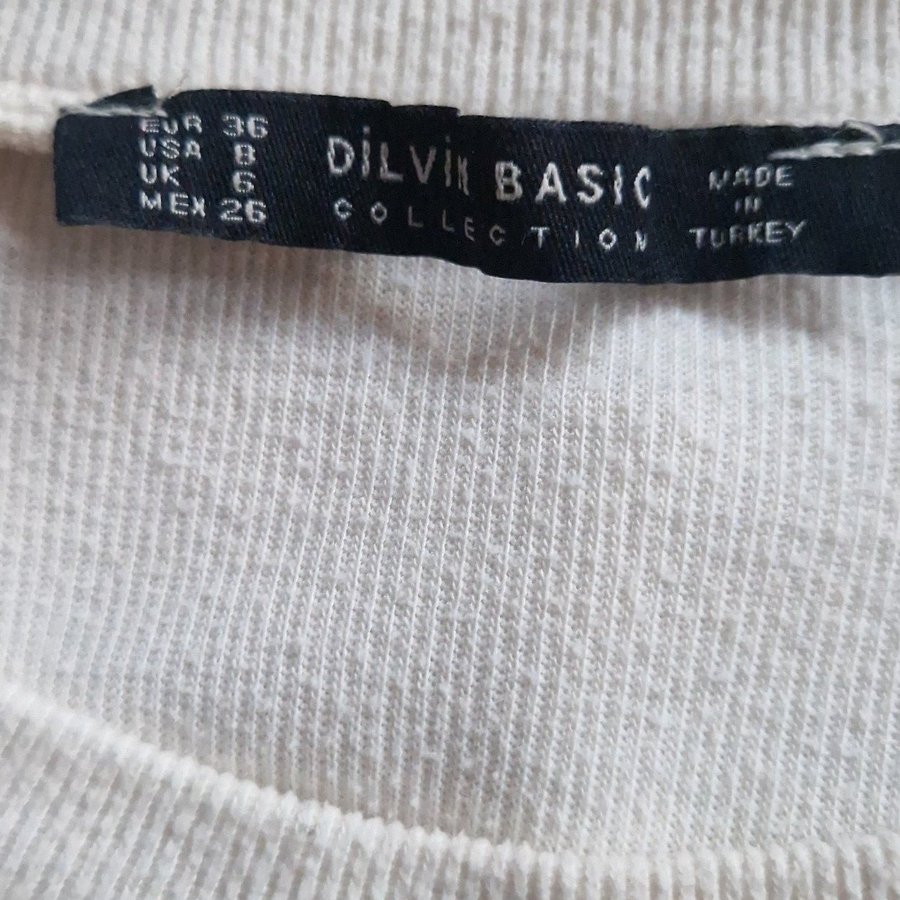 EUR 36
USA 8
UK 6
MEX 26
DİLVİN BASIC
COLLECTION
MADE
IN
TURKEY